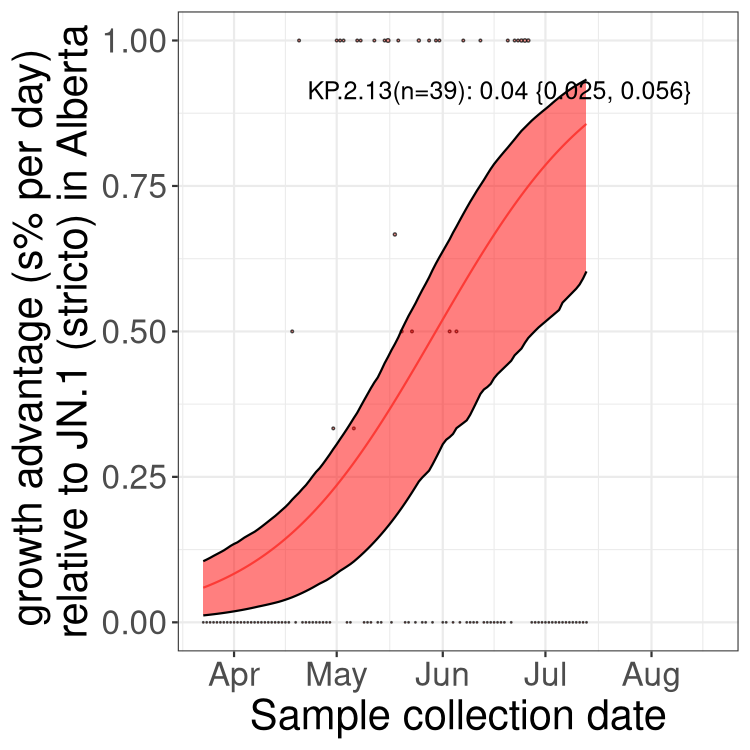 growth advantage (s% per day)
relative to JN.1 (stricto) in Alberta
1.00
0.75
0.50
0.25
0.00
KP.2.13(n=39): 0.04 {0.025, 0.056}
Apr May Jun Jul Aug
Sample collection date